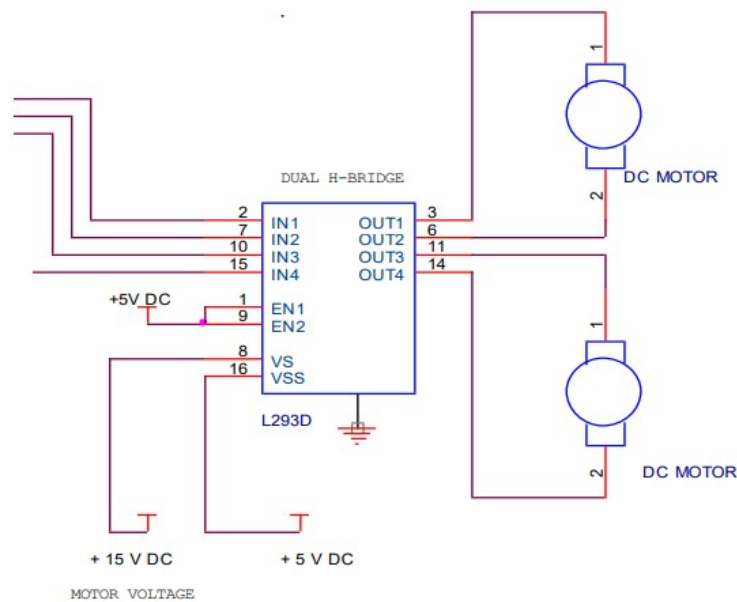 1
DUAL H-BRIDGE
DC MOTOR
2
2 IN1 OUT1 3
7 IN2 OUT2 6
10 IN3 OUT3 11
15 IN4 OUT4 14
+5V DC
1 EN1
9 EN2
1
8 VS
16 VSS
L293D
2
DC MOTOR
+ 15 V DC + 5 V DC
MOTOR VOLTAGE